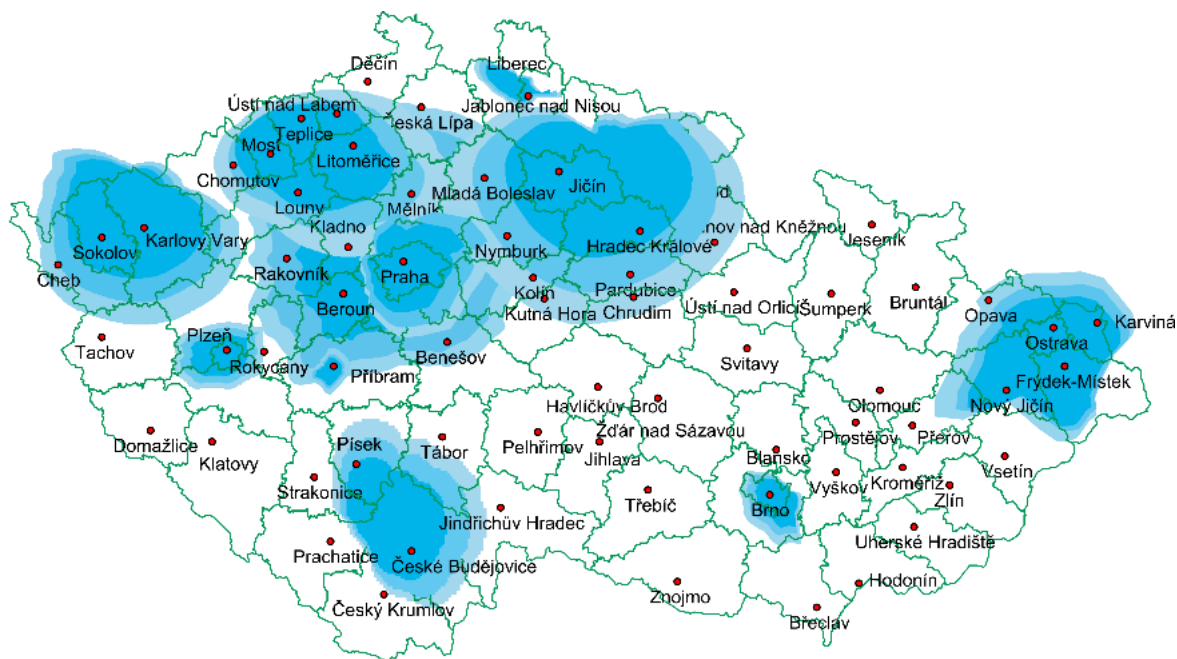 Děčín
Liberec
Ústí nad Labem
Jablonec nad Nisou
Teplice
Česká Lípa
Most
Litoměřice
Chomutov
Mladá Boleslav
Jičín
Louny
Mělník
Kladno
Karlovy Vary
Sokolov
Nymburk
Hradec Králové
Jeseník
Cheb
Rakovník
Praha
Kolín
Pardubice
Beroun
Kutná Hora
Chrudim
Ústí nad Orlicí
Šumperk
Bruntál
Opava
Karviná
Plzeň
Ostrava
Tachov
Rokycany
Benešov
Svitavy
Příbram
Frýdek-Místek
Havlíčkův Brod
Olomouc
Nový Jičín
Domažlice
Klatovy
Písek
Tábor
Pelhřimov
Žďár nad Sázavou
Jihlava
Prostějov
Přerov
Blansko
Vsetín
Strakonice
Vyškov
Kroměříž
Zlín
Třebíč
Brno
Jindřichův Hradec
Prachatice
Uherské Hradiště
České Budějovice
Hodonín
Český Krumlov
Znojmo
Břeclav